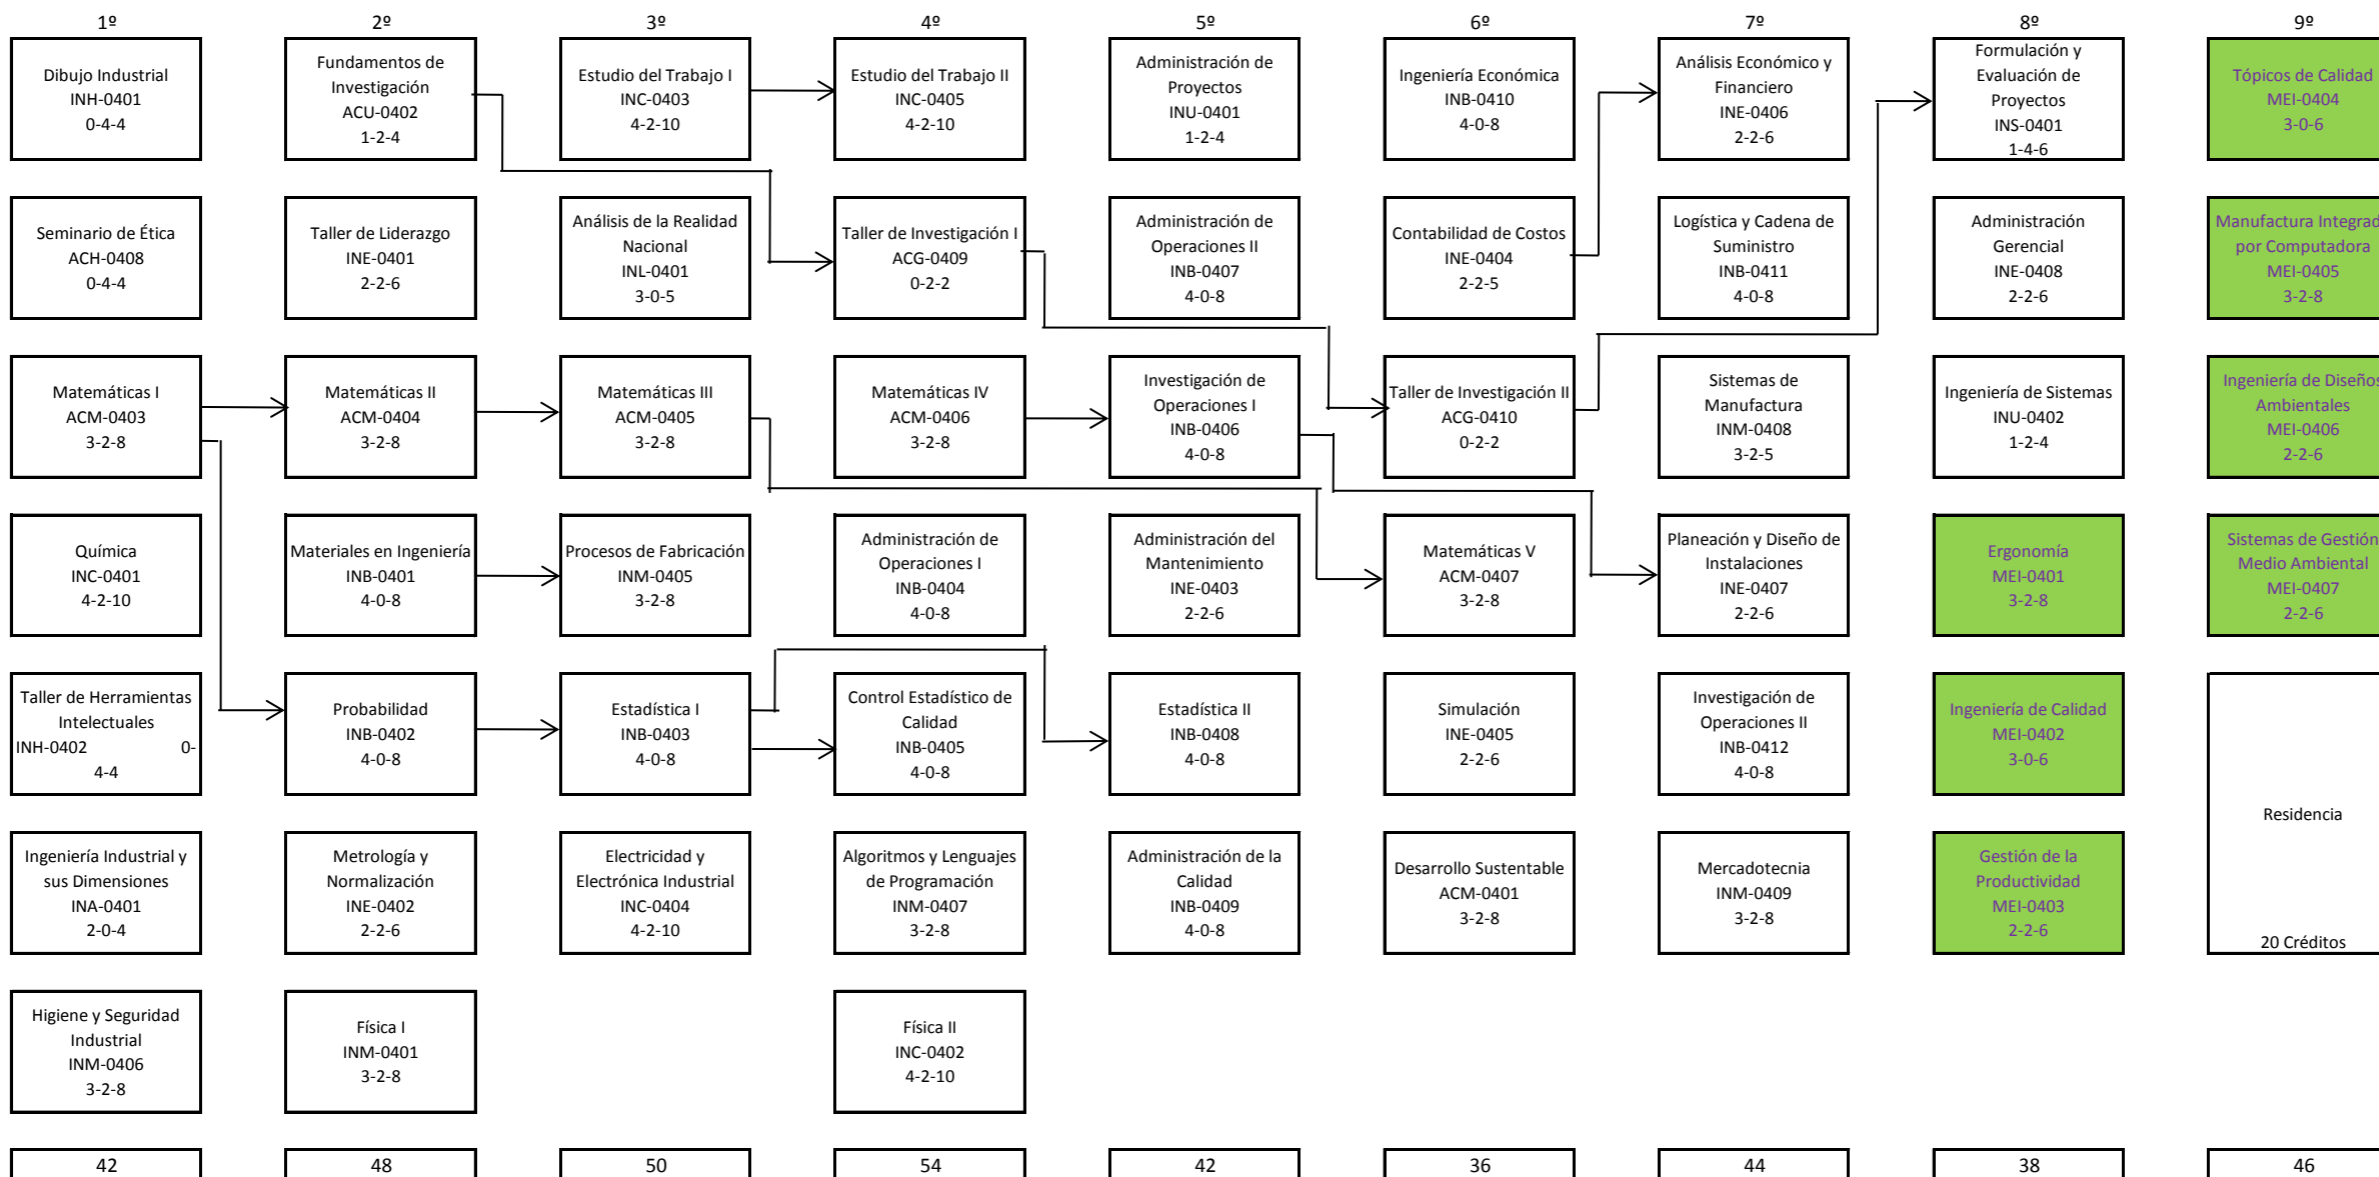 1º
2º
3º
4º
5º
6º
7º
8º
9º
Dibujo Industrial
INH-0401
0-4-4
Fundamentos de
Investigación
ACU-0402
1-2-4
Estudio del Trabajo I
INC-0403
4-2-10
Estudio del Trabajo II
INC-0405
4-2-10
Administración de
Proyectos
INU-0401
1-2-4
Ingeniería Económica
INB-0410
4-0-8
Análisis Económico y
Financiero
INE-0406
2-2-6
Formulación y
Evaluación de
Proyectos
INS-0401
1-4-6
Tópicos de Calidad
MEI-0404
3-0-6
Seminario de Ética
ACH-0408
0-4-4
Taller de Liderazgo
INE-0401
2-2-6
Análisis de la Realidad
Nacional
INL-0401
3-0-5
Taller de Investigación I
ACG-0409
0-2-2
Administración de
Operaciones II
INB-0407
4-0-8
Contabilidad de Costos
INE-0404
2-2-5
Logística y Cadena de
Suministro
INB-0411
4-0-8
Administración
Gerencial
INE-0408
2-2-6
Manufactura Integrad
por Computadora
MEI-0405
3-2-8
Matemáticas I
ACM-0403
3-2-8
Matemáticas II
ACM-0404
3-2-8
Matemáticas III
ACM-0405
3-2-8
Matemáticas IV
ACM-0406
3-2-8
Investigación de
Operaciones I
INB-0406
4-0-8
Taller de Investigación II
ACG-0410
0-2-2
Sistemas de
Manufactura
INM-0408
3-2-5
Ingeniería de Sistemas
INU-0402
1-2-4
Ingeniería de Diseños
Ambientales
MEI-0406
2-2-6
Química
INC-0401
4-2-10
Materiales en Ingeniería
INB-0401
4-0-8
Procesos de Fabricación
INM-0405
3-2-8
Administración de
Operaciones I
INB-0404
4-0-8
Administración del
Mantenimiento
INE-0403
2-2-6
Matemáticas V
ACM-0407
3-2-8
Planeación y Diseño de
Instalaciones
INE-0407
2-2-6
Ergonomía
MEI-0401
3-2-8
Sistemas de Gestión
Medio Ambiental
MEI-0407
2-2-6
Taller de Herramientas
Intelectuales
INH-0402 0-
4-4
Probabilidad
INB-0402
4-0-8
Estadística I
INB-0403
4-0-8
Control Estadístico de
Calidad
INB-0405
4-0-8
Estadística II
INB-0408
4-0-8
Simulación
INE-0405
2-2-6
Investigación de
Operaciones II
INB-0412
4-0-8
Ingeniería de Calidad
MEI-0402
3-0-6
Residencia
20 Créditos
Ingeniería Industrial y
sus Dimensiones
INA-0401
2-0-4
Metrología y
Normalización
INE-0402
2-2-6
Electricidad y
Electrónica Industrial
INC-0404
4-2-10
Algoritmos y Lenguajes
de Programación
INM-0407
3-2-8
Administración de la
Calidad
INB-0409
4-0-8
Desarrollo Sustentable
ACM-0401
3-2-8
Mercadotecnia
INM-0409
3-2-8
Gestión de la
Productividad
MEI-0403
2-2-6
Higiene y Seguridad
Industrial
INM-0406
3-2-8
Física I
INM-0401
3-2-8
Física II
INC-0402
4-2-10
42
48
50
54
42
36
44
38
46